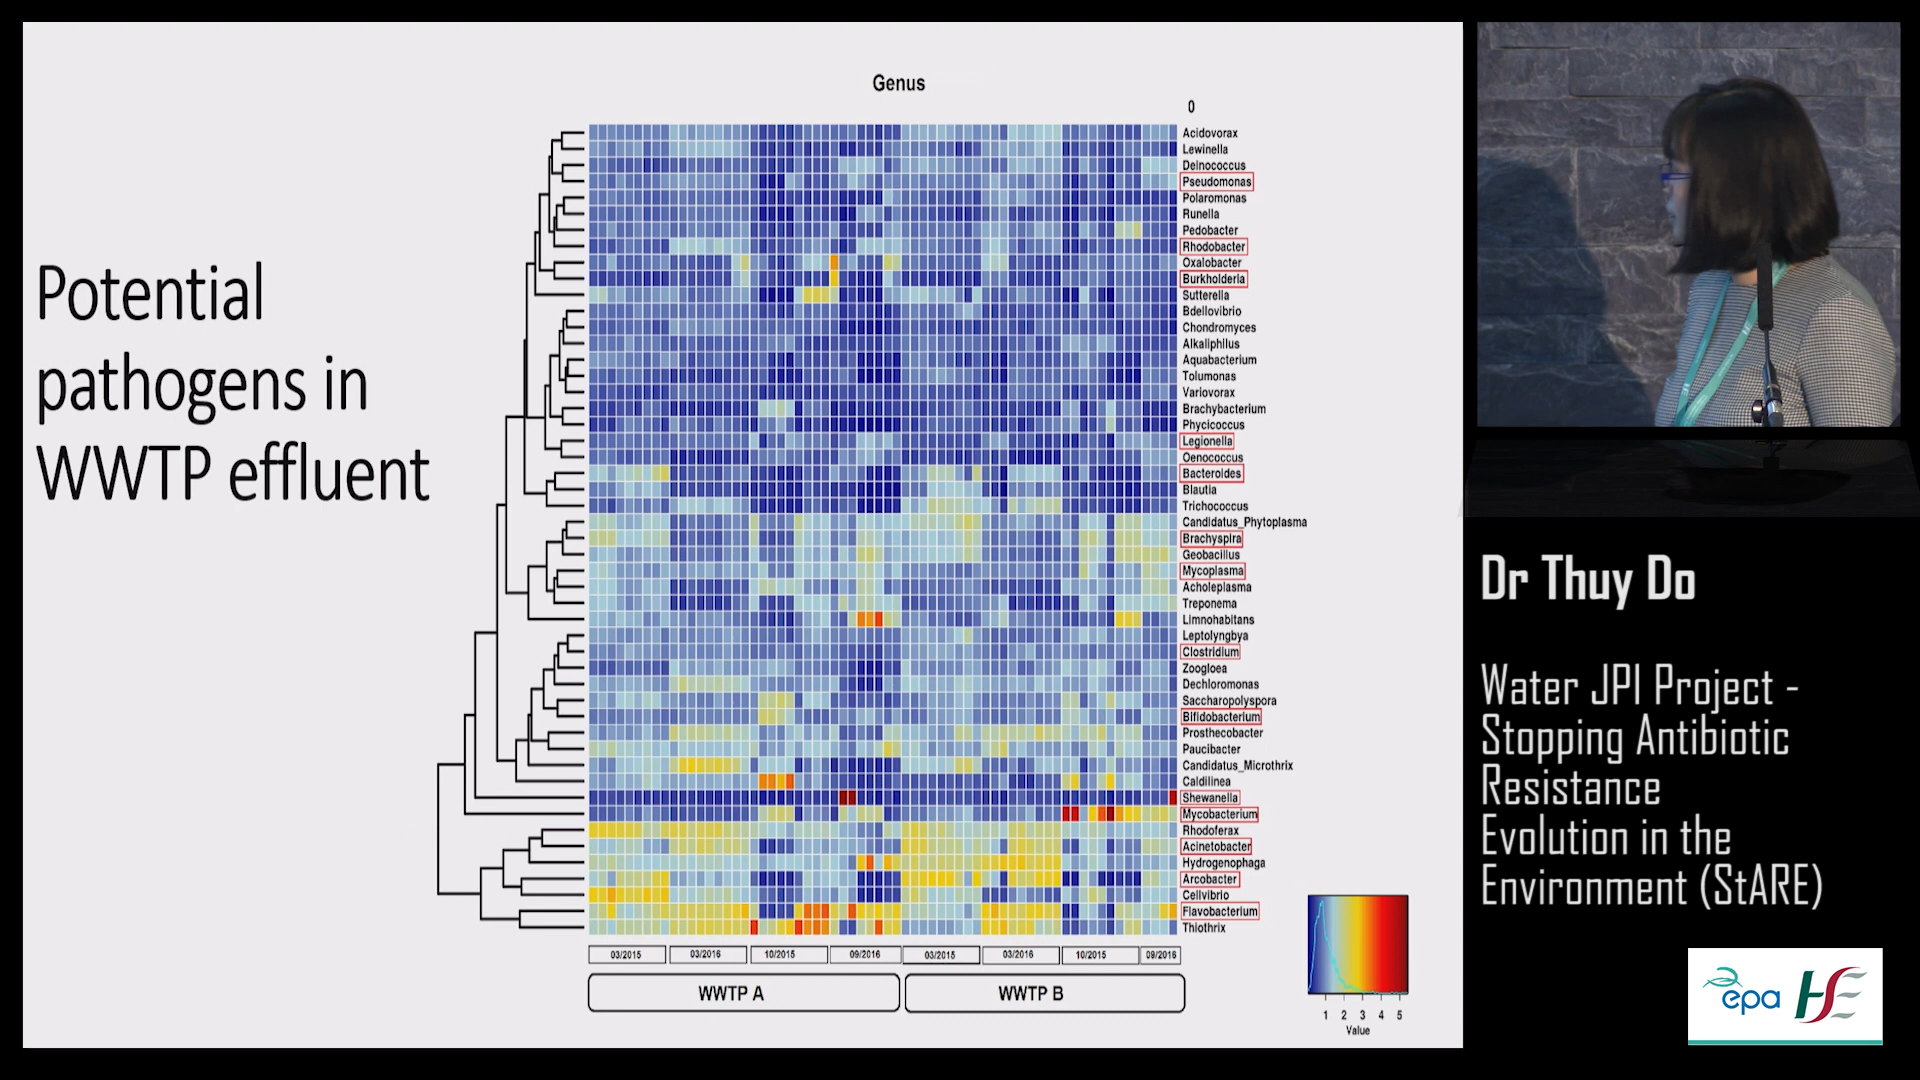 Potential
pathogens in
WWTP effluent
Genus
0
Acidovorax
Lewinella
Deinococcus
Pseudomonas
Polaromonas
Runella
Pedobacter
Rhodobacter
Oxalobacter
Burkholderia
Sutterella
Bdellovibrio
Chondromyces
Alkaliphilus
Aquabacterium
Tolumonas
Variovorax
Brachybacterium
Phycicoccus
Legionella
Oenococcus
Bacteroides
Blautia
Trichococcus
Candidatus_Phytoplasma
Brachyspira
Geobacillus
Mycoplasma
Acholeplasma
Treponema
Limnohabitans
Leptolyngbya
Clostridium
Zoogloea
Dechloromonas
Saccharopolyspora
Bifidobacterium
Prosthecobacter
Paucibacter
Candidatus_Microthrix
Caldilinea
Shewanella
Mycobacterium
Rhodoferax
Acinetobacter
Hydrogenophaga
Arcobacter
Cellvibrio
Flavobacterium
Thiothrix
03/2015 03/2016 10/2015 09/2016 03/2015 03/2016 10/2015 09/2016
WWTP A WWTP B
1 2 3 4 5
Value
Dr Thuy Do
Water JPI Project -
Stopping Antibiotic
Resistance
Evolution in the
Environment (StARE)
epa HSE